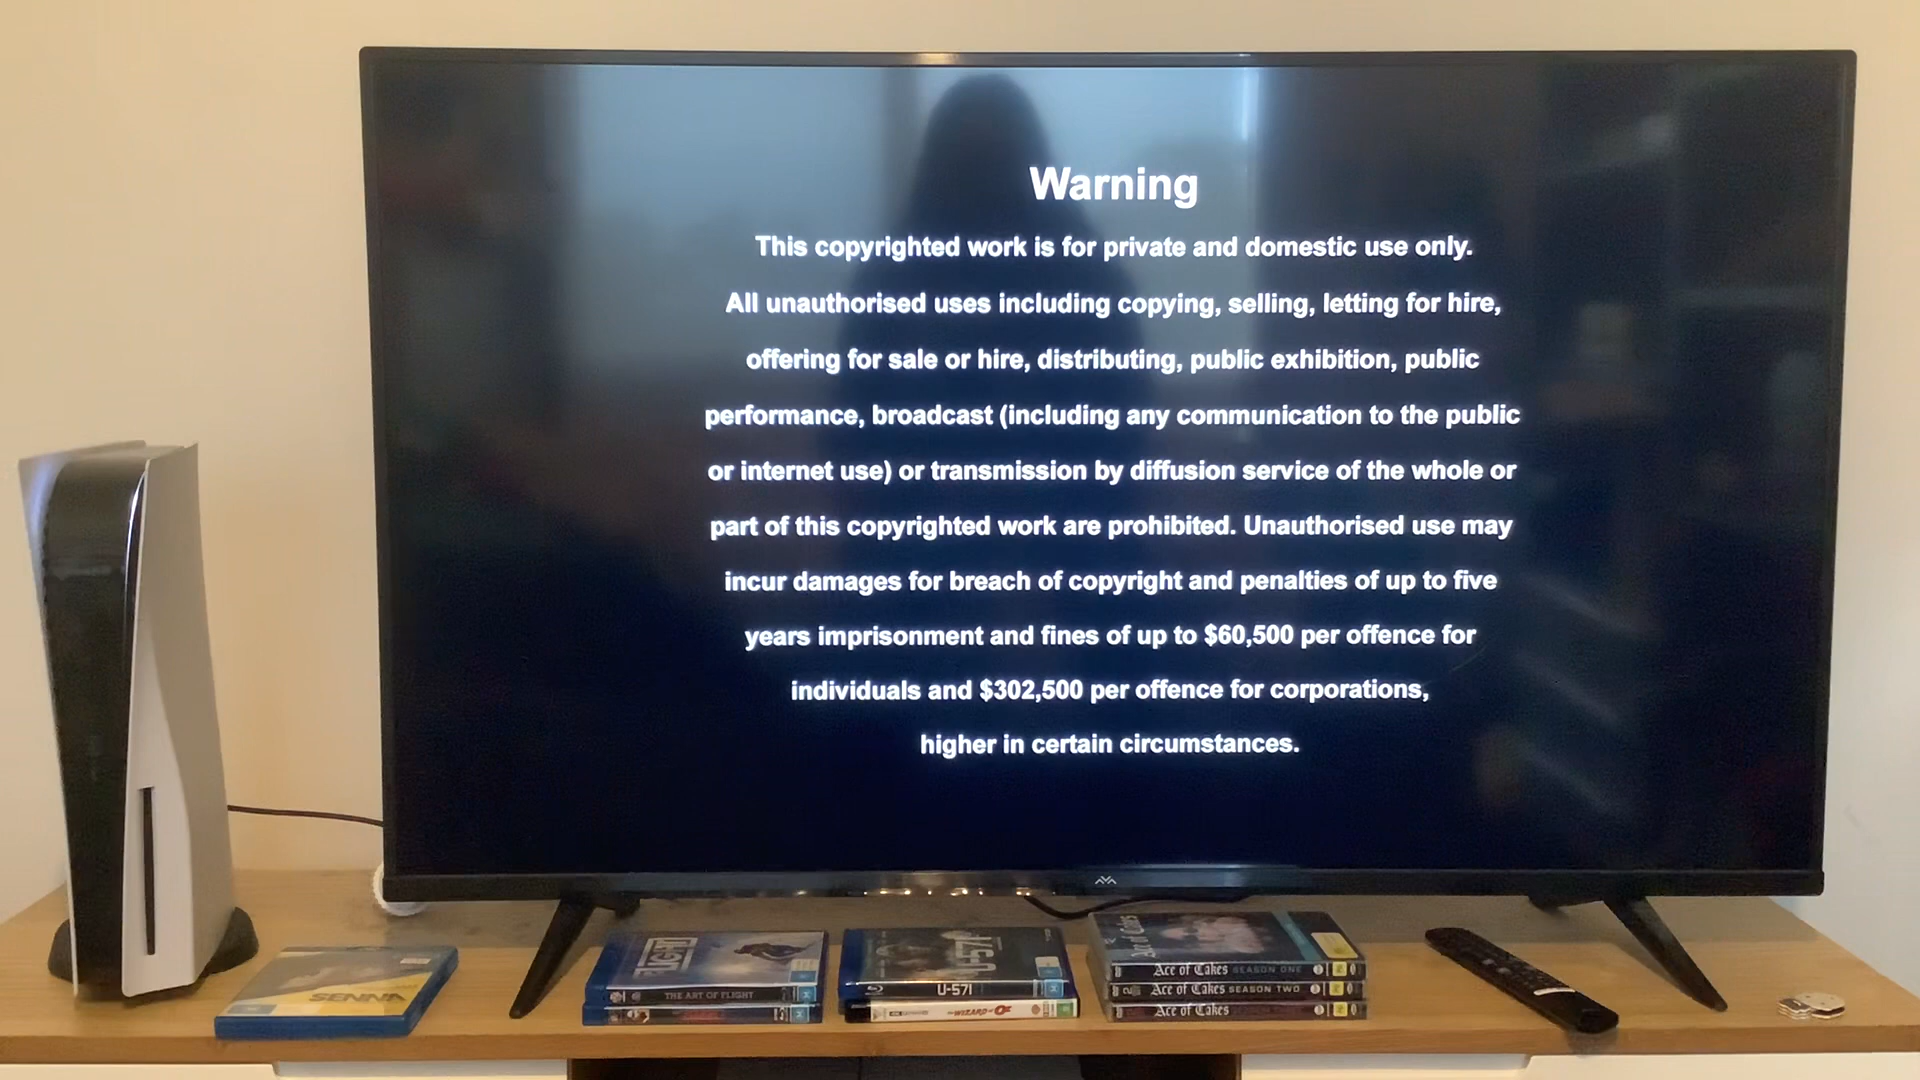 Warning
This copyrighted work is for private and domestic use only.
All unauthorised uses including copying, selling, letting for hire,
offering for sale or hire, distributing, public exhibition, public
performance, broadcast (including any communication to the public
or internet use) or transmission by diffusion service of the whole or
part of this copyrighted work are prohibited. Unauthorised use may
incur damages for breach of copyright and penalties of up to five
years imprisonment and fines of up to $60,500 per offence for
individuals and $302,500 per offence for corporations,
higher in certain circumstances.
SENNA
FLIGHT
THE ART OF FLIGHT
U-571
U-571
THE WIZARD OF OZ
Ace of Cakes
Ace of Cakes SEASON ONE
Ace of Cakes SEASON TWO
Ace of Cakes